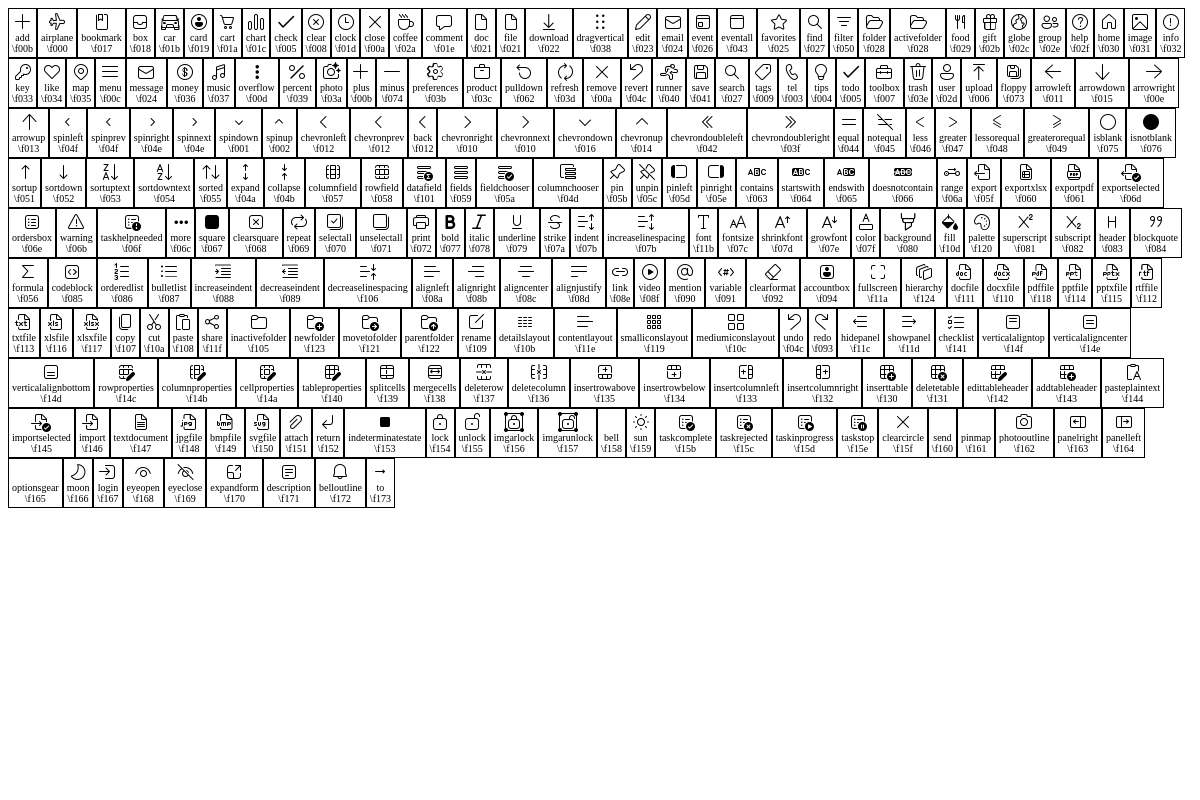 add airplane bookmark box car card cart chart check clear clock close coffee comment doc file download dragvertical edit email event eventall favorites find filter folder activefolder food gift globe group help home image info
\f00b \f000 \f017 \f018 \f01b \f019 \f01a \f01c \f005 \f008 \f01d \f00a \f02a \f01e \f021 \f021 \f022 \f038 \f023 \f024 \f026 \f043 \f025 \f027 \f050 \f028 \f028 \f029 \f02b \f02c \f02e \f02f \f030 \f031 \f032
key like map menu message money music overflow percent photo plus minus preferences product pulldown refresh remove revert runner save search tags tel tips todo toolbox trash user upload floppy arrowleft arrowdown arrowright
\f033 \f034 \f035 \f00c \f024 \f036 \f037 \f00d \f039 \f03a \f00b \f074 \f03b \f03c \f062 \f03d \f00a \f04c \f040 \f041 \f027 \f009 \f003 \f004 \f005 \f007 \f03e \f02d \f006 \f073 \f011 \f015 \f00e
arrowup spinleft spinprev spinright spinnext spindown spinup chevronleft chevronprev back chevronright chevronnext chevrondown chevronup chevrondoubleleft chevrondoubleright equal notequal less greater lessorequal greaterorequal isblank isnotblank
\f013 \f04f \f04f \f04e \f04e \f001 \f002 \f012 \f012 \f012 \f010 \f010 \f016 \f014 \f042 \f03f \f044 \f045 \f046 \f047 \f048 \f049 \f075 \f076
sortup sortdown sortuptext sortdowntext sorted expand collapse columnfield rowfield datafield fields fieldchooser columnchooser pin unpin pinleft pinright contains startswith endswith doesnotcontain range export exportxlsx exportpdf exportselected
\f051 \f052 \f053 \f054 \f055 \f04a \f04b \f057 \f058 \f101 \f059 \f05a \f04d \f05b \f05c \f05d \f05e \f063 \f064 \f065 \f066 \f06a \f05f \f060 \f061 \f06d
ordersbox warning taskhelpneeded more square clearsquare repeat selectall unselectall print bold italic underline strike indent increaselinespacing font fontsize shrinkfont growfont color background fill palette superscript subscript header blockquote
\f06e \f06b \f06f \f06c \f067 \f068 \f069 \f070 \f071 \f072 \f077 \f078 \f079 \f07a \f07b \f07b \f11b \f07c \f07d \f07e \f07f \f080 \f10d \f120 \f081 \f082 \f083 \f084
formula codeblock orderedlist bulletlist increaseindent decreaseindent decreaselinespacing alignleft alignright aligncenter alignjustify link video mention variable clearformat accountbox fullscreen hierarchy docfile docxfile pdffile pptfile pptxfile rtffile
\f056 \f085 \f086 \f087 \f088 \f089 \f106 \f08a \f08b \f08c \f08d \f08e \f08f \f090 \f091 \f092 \f094 \f11a \f124 \f111 \f110 \f118 \f114 \f115 \f112
txtfile xlsfile xlsxfile copy cut paste share inactivefolder newfolder movetofolder parentfolder rename detailslayout contentlayout smalliconslayout mediumiconslayout undo redo hidepanel showpanel checklist verticalaligntop verticalaligncenter
\f113 \f116 \f117 \f107 \f10a \f108 \f11f \f105 \f123 \f121 \f122 \f109 \f10b \f11e \f119 \f10c \f04c \f093 \f11c \f11d \f141 \f14f \f14e
verticalalignbottom rowproperties columnproperties cellproperties tableproperties splitcells mergecells deleterow deletecolumn insertrowabove insertrowbelow insertcolumnleft insertcolumnright inserttable deletetable edittableheader addtableheader pasteplaintext
\f14d \f14c \f14b \f14a \f140 \f139 \f138 \f137 \f136 \f135 \f134 \f133 \f132 \f130 \f131 \f142 \f143 \f144
importselected import textdocument jpgfile bmpfile svgfile attach return indeterminatestate lock unlock imgarlock imgarunlock bell sun taskcomplete taskrejected taskinprogress taskstop clearcircle send pinmap photooutline panelright panelleft
\f145 \f146 \f147 \f148 \f149 \f150 \f151 \f152 \f153 \f154 \f155 \f156 \f157 \f158 \f159 \f15b \f15c \f15d \f15e \f15f \f160 \f161 \f162 \f163 \f164
optionsgear moon login eyeopen eyeclose expandform description belloutline to
\f165 \f166 \f167 \f168 \f169 \f170 \f171 \f172 \f173